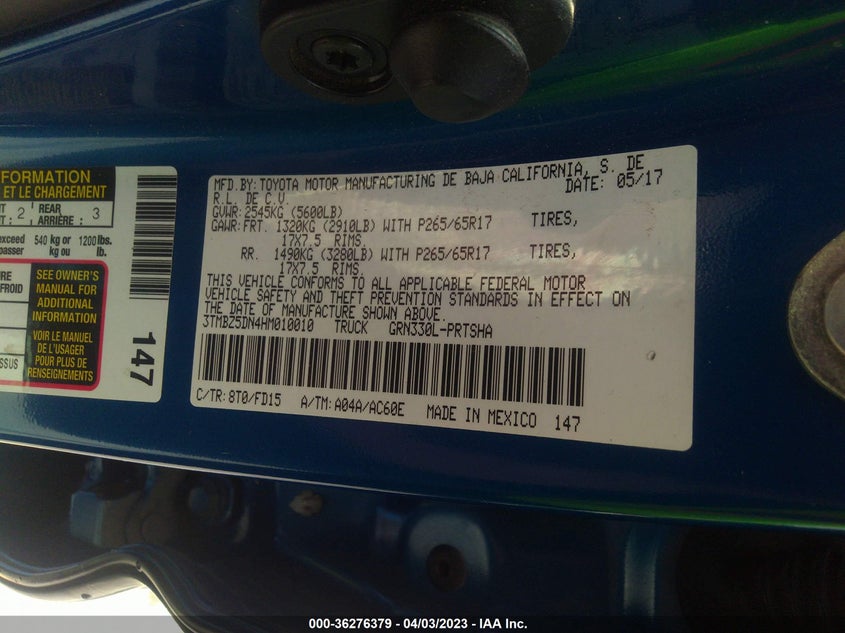 NFORMATION
ET LE CHARGEMENT
2 REAR ARRIÈRE : 3
exceed 540 kg or 1200 lbs.
passer kg ou lb.
FROID
SEE OWNER'S
MANUAL FOR
ADDITIONAL
INFORMATION
VOIR LE MANUEL
DE L'USAGER
POUR PLUS DE
RENSEIGNEMENTS
147
MFD.BY:TOYOTA MOTOR MANUFACTURING DE BAJA CALIFORNIA, S. DE
R.L. DE C.V. DATE: 05/17
GVWR:2545KG (5600LB)
GAWR:FRT. 1320KG (2910LB) WITH P265/65R17 TIRES,
17X7.5 RIMS.
RR. 1490KG (3280LB) WITH P265/65R17 TIRES,
17X7.5 RIMS.
THIS VEHICLE CONFORMS TO ALL APPLICABLE FEDERAL MOTOR
VEHICLE SAFETY AND THEFT PREVENTION STANDARDS IN EFFECT ON
THE DATE OF MANUFACTURE SHOWN ABOVE.
3TMBZ5DN4HM010010 TRUCK GRN330L-PRTSHA
C/TR:8T0/FD15 A/TM:A04A/AC60E MADE IN MEXICO 147
000-36276379 - 04/03/2023 - IAA Inc.